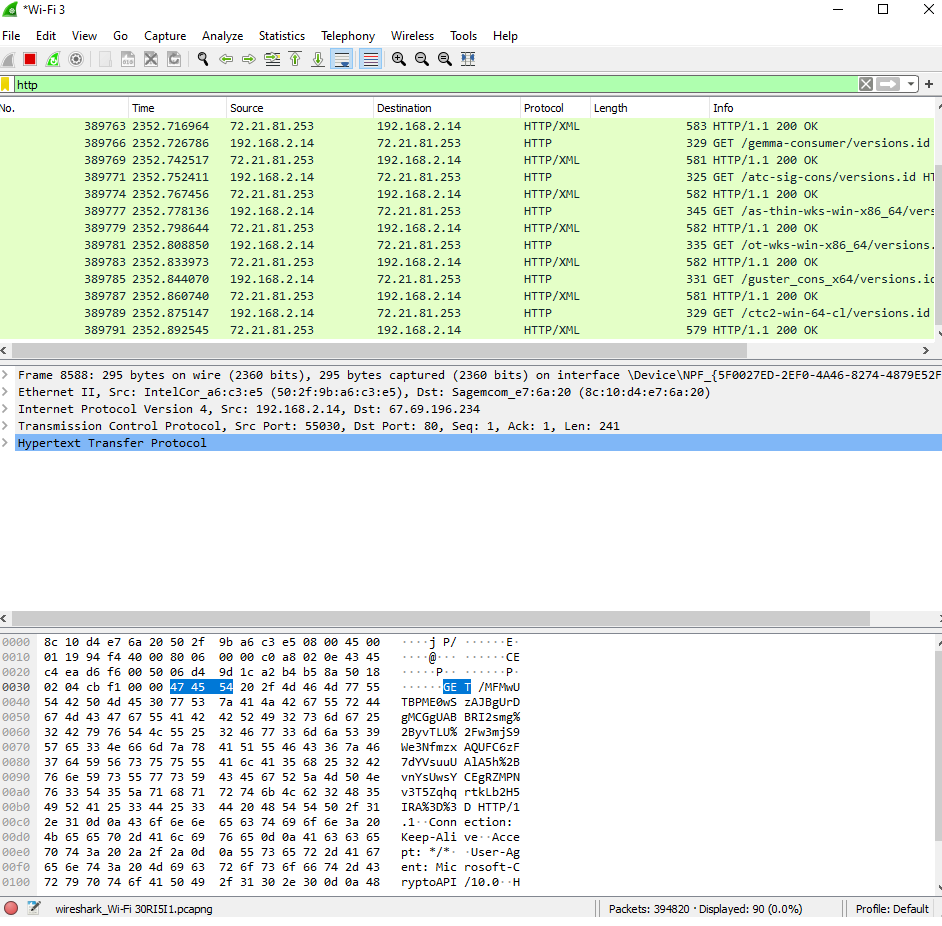 *Wi-Fi 3
File Edit View Go Capture Analyze Statistics Telephony Wireless Tools Help
http
No. Time Source Destination Protocol Length Info
389763 2352.716964 72.21.81.253 192.168.2.14 HTTP/XML 583 HTTP/1.1 200 OK
389766 2352.726786 192.168.2.14 72.21.81.253 HTTP 329 GET /gemma-consumer/versions.id
389769 2352.742517 72.21.81.253 192.168.2.14 HTTP/XML 581 HTTP/1.1 200 OK
389771 2352.752411 192.168.2.14 72.21.81.253 HTTP 325 GET /atc-sig-cons/versions.id HT
389774 2352.767456 72.21.81.253 192.168.2.14 HTTP/XML 582 HTTP/1.1 200 OK
389777 2352.778136 192.168.2.14 72.21.81.253 HTTP 345 GET /as-thin-wks-win-x86_64/vers
389779 2352.798644 72.21.81.253 192.168.2.14 HTTP/XML 582 HTTP/1.1 200 OK
389781 2352.808850 192.168.2.14 72.21.81.253 HTTP 335 GET /ot-wks-win-x86_64/versions.
389783 2352.833973 72.21.81.253 192.168.2.14 HTTP/XML 582 HTTP/1.1 200 OK
389785 2352.844070 192.168.2.14 72.21.81.253 HTTP 331 GET /guster_cons_x64/versions.id
389787 2352.860740 72.21.81.253 192.168.2.14 HTTP/XML 581 HTTP/1.1 200 OK
389789 2352.875147 192.168.2.14 72.21.81.253 HTTP 329 GET /ctc2-win-64-cl/versions.id
389791 2352.892545 72.21.81.253 192.168.2.14 HTTP/XML 579 HTTP/1.1 200 OK
Frame 8588: 295 bytes on wire (2360 bits), 295 bytes captured (2360 bits) on interface \Device\NPF_{5F0027ED-2EF0-4A46-8274-4879E52F
Ethernet II, Src: IntelCor_a6:c3:e5 (50:2f:9b:a6:c3:e5), Dst: Sagemcom_e7:6a:20 (8c:10:d4:e7:6a:20)
Internet Protocol Version 4, Src: 192.168.2.14, Dst: 67.69.196.234
Transmission Control Protocol, Src Port: 55030, Dst Port: 80, Seq: 1, Ack: 1, Len: 241
Hypertext Transfer Protocol
0000 8c 10 d4 e7 6a 20 50 2f 9b a6 c3 e5 08 00 45 00 ····j P/ ······E·
0010 01 19 94 f4 40 00 80 06 00 00 c0 a8 02 0e 43 45 ····@··· ······CE
0020 c4 ea d6 f6 00 50 06 d4 9d 1c a2 b4 b5 8a 50 18 ·····P·· ······P·
0030 02 04 cb f1 00 00 47 45 54 20 2f 4d 46 4d 77 55 ······GE T /MFMwU
0040 54 42 50 4d 45 30 77 53 7a 41 4a 42 67 55 72 44 TBPME0wS zAJBgUrD
0050 67 4d 43 47 67 55 41 42 42 52 49 32 73 6d 67 25 gMCGgUAB BRI2smg%
0060 32 42 79 76 54 4c 55 25 32 46 77 33 6d 6a 53 39 2ByvTLU% 2Fw3mjS9
0070 57 65 33 4e 66 6d 7a 78 41 51 55 46 43 36 7a 46 We3Nfmzx AQUFC6zF
0080 37 64 59 56 73 75 75 55 41 6c 41 35 68 25 32 42 7dYVsuuU AlA5h%2B
0090 76 6e 59 73 55 77 73 59 43 45 67 52 5a 4d 50 4e vnYsUwsY CEgRZMPN
00a0 76 33 54 35 5a 71 68 71 72 74 6b 4c 62 32 48 35 v3T5Zqhq rtkLb2H5
00b0 49 52 41 25 33 44 25 33 44 20 48 54 54 50 2f 31 IRA%3D%3 D HTTP/1
00c0 2e 31 0d 0a 43 6f 6e 6e 65 63 74 69 6f 6e 3a 20 .1··Conn ection:
00d0 4b 65 65 70 2d 41 6c 69 76 65 0d 0a 41 63 63 65 Keep-Ali ve··Acce
00e0 70 74 3a 20 2a 2f 2a 0d 0a 55 73 65 72 2d 41 67 pt: */*· ·User-Ag
00f0 65 6e 74 3a 20 4d 69 63 72 6f 73 6f 66 74 2d 43 ent: Mic rosoft-C
0100 72 79 70 74 6f 41 50 49 2f 31 30 2e 30 0d 0a 48 ryptoAPI /10.0··H
wireshark_Wi-Fi 30RI5I1.pcapng Packets: 394820 · Displayed: 90 (0.0%) Profile: Default